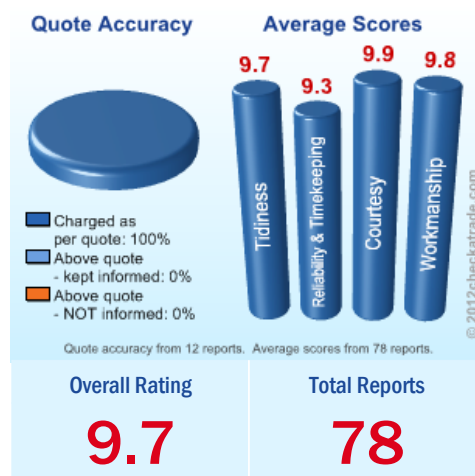 Quote Accuracy
Average Scores
9.7
9.3
9.9
9.8
Tidiness
Reliability & Timekeeping
Courtesy
Workmanship
Charged as
per quote: 100%
Above quote
- kept informed: 0%
Above quote
- NOT informed: 0%
© 2012checkatrade.com
Quote accuracy from 12 reports. Average scores from 78 reports.
Overall Rating
Total Reports
9.7
78